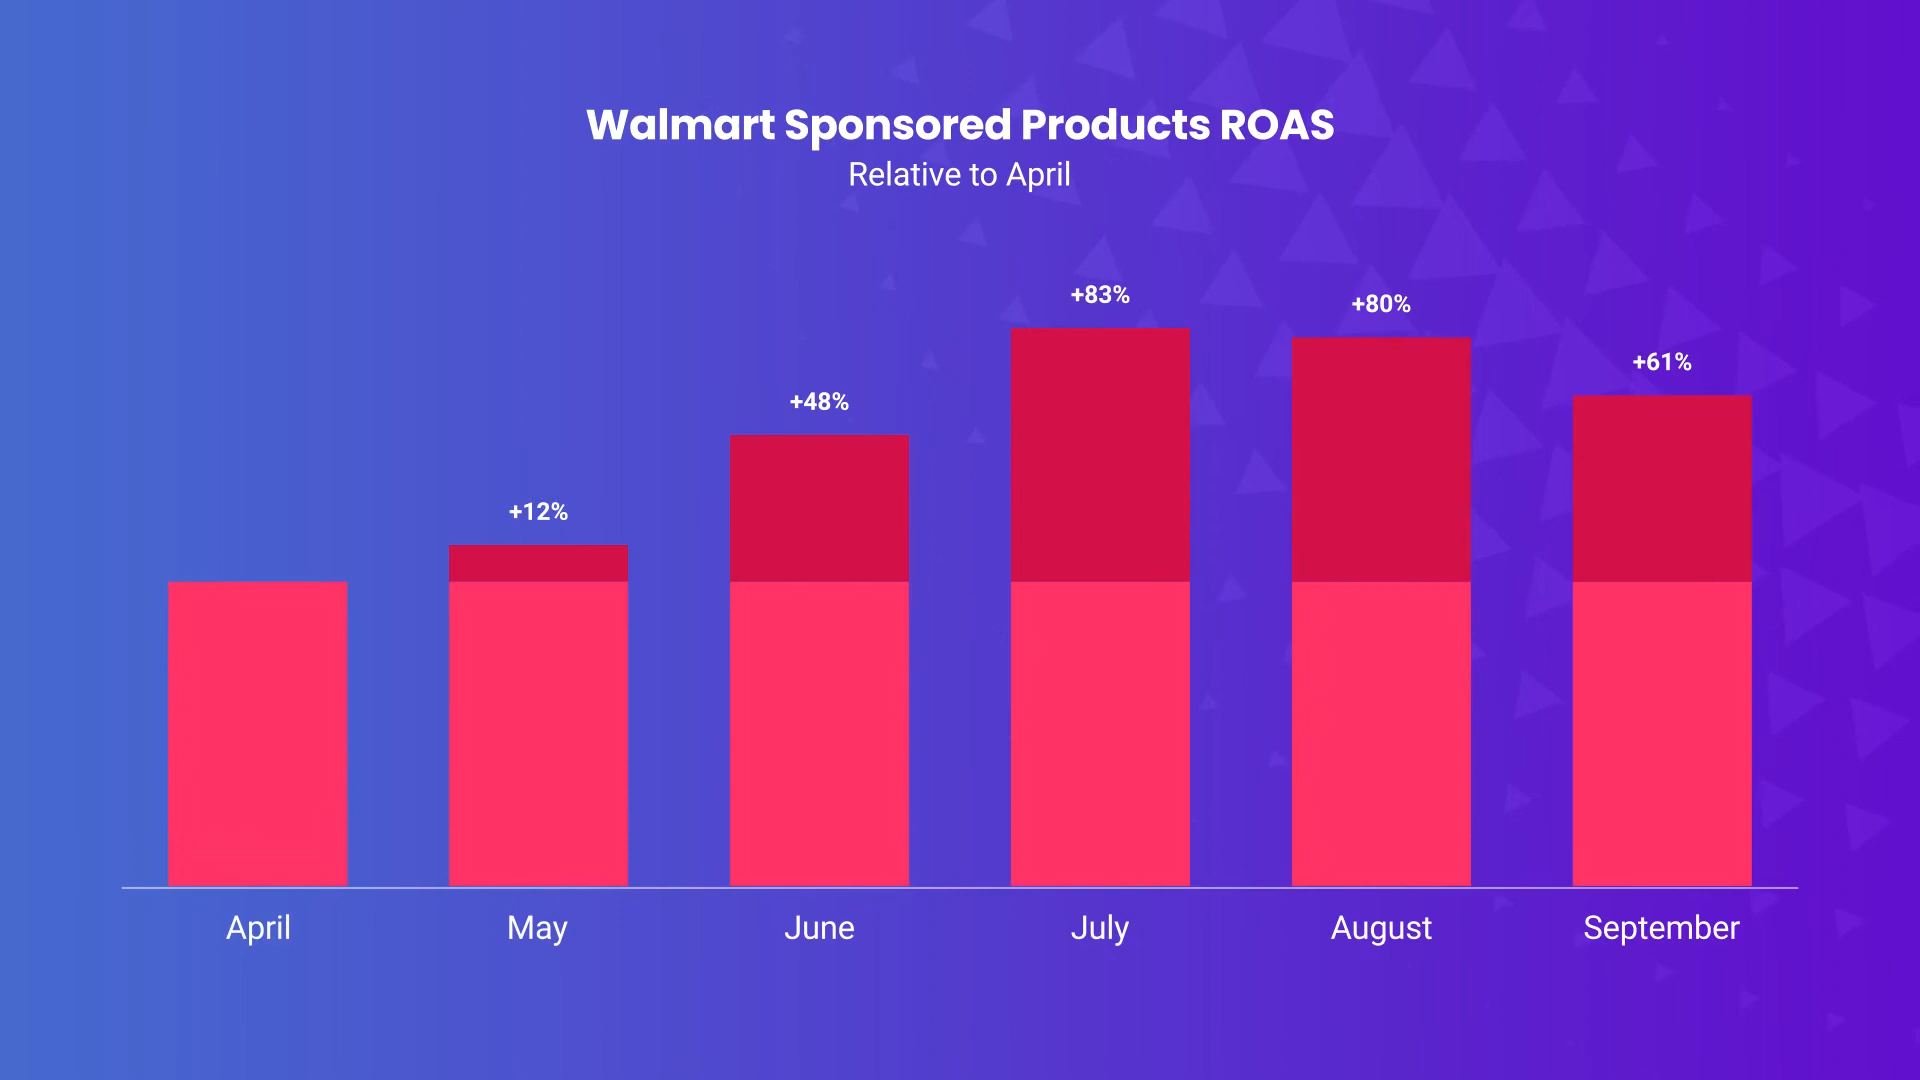 Walmart Sponsored Products ROAS
Relative to April
+12%
+48%
+83%
+80%
+61%
April
May
June
July
August
September